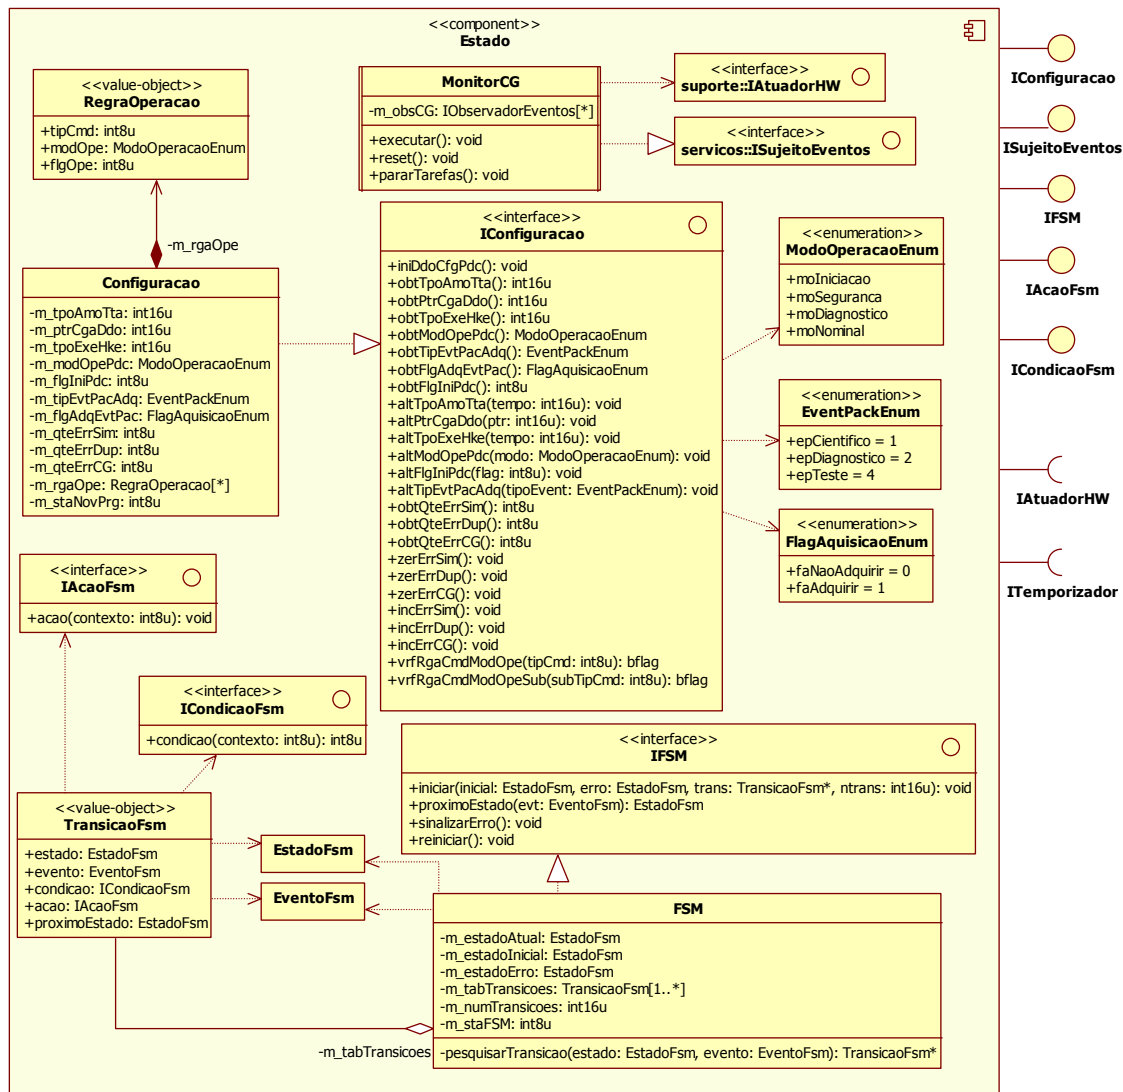 <<component>>
Estado
<<value-object>>
RegraOperacao
+tipCmd: int8u
+modOpe: ModoOperacaoEnum
+flgOpe: int8u
MonitorCG
-m_obsCG: IObservadorEventos[*]
+executar(): void
+reset(): void
+pararTarefas(): void
<<interface>>
suporte::IAtuadorHW
<<interface>>
servicos::ISujeitoEventos
-m_rgaOpe
Configuracao
-m_tpoAmoTta: int16u
-m_ptrCgaDdo: int16u
-m_tpoExeHke: int16u
-m_modOpePdc: ModoOperacaoEnum
-m_flgIniPdc: int8u
-m_tipEvtPacAdq: EventPackEnum
-m_flgAdqEvtPac: FlagAquisicaoEnum
-m_qteErrSim: int8u
-m_qteErrDup: int8u
-m_qteErrCG: int8u
-m_rgaOpe: RegraOperacao[*]
-m_staNovPrg: int8u
<<interface>>
IConfiguracao
+iniDdoCfgPdc(): void
+obtTpoAmoTta(): int16u
+obtPtrCgaDdo(): int16u
+obtTpoExeHke(): int16u
+obtModOpePdc(): ModoOperacaoEnum
+obtTipEvtPacAdq(): EventPackEnum
+obtFlgAdqEvtPac(): FlagAquisicaoEnum
+obtFlgIniPdc(): int8u
+altTpoAmoTta(tempo: int16u): void
+altPtrCgaDdo(ptr: int16u): void
+altTpoExeHke(tempo: int16u): void
+altModOpePdc(modo: ModoOperacaoEnum): void
+altFlgIniPdc(flag: int8u): void
+altTipEvtPacAdq(tipoEvent: EventPackEnum): void
+obtQteErrSim(): int8u
+obtQteErrDup(): int8u
+obtQteErrCG(): int8u
+zerErrSim(): void
+zerErrDup(): void
+zerErrCG(): void
+incErrSim(): void
+incErrDup(): void
+incErrCG(): void
+vrfRgaCmdModOpe(tipCmd: int8u): bflag
+vrfRgaCmdModOpeSub(subTipCmd: int8u): bflag
<<enumeration>>
ModoOperacaoEnum
+moIniciacao
+moSeguranca
+moDiagnostico
+moNominal
<<enumeration>>
EventPackEnum
+epCientifico = 1
+epDiagnostico = 2
+epTeste = 4
<<enumeration>>
FlagAquisicaoEnum
+faNaoAdquirir = 0
+faAdquirir = 1
<<interface>>
IAcaoFsm
+acao(contexto: int8u): void
<<interface>>
ICondicaoFsm
+condicao(contexto: int8u): int8u
<<value-object>>
TransicaoFsm
+estado: EstadoFsm
+evento: EventoFsm
+condicao: ICondicaoFsm
+acao: IAcaoFsm
+proximoEstado: EstadoFsm
EstadoFsm
EventoFsm
<<interface>>
IFSM
+iniciar(inicial: EstadoFsm, erro: EstadoFsm, trans: TransicaoFsm*, ntrans: int16u): void
+proximoEstado(evt: EventoFsm): EstadoFsm
+sinalizarErro(): void
+reiniciar(): void
FSM
-m_estadoAtual: EstadoFsm
-m_estadoInicial: EstadoFsm
-m_estadoErro: EstadoFsm
-m_tabTransicoes: TransicaoFsm[1..*]
-m_numTransicoes: int16u
-m_staFSM: int8u
-pesquisarTransicao(estado: EstadoFsm, evento: EventoFsm): TransicaoFsm*
-m_tabTransicoes
IConfiguracao
ISujeitoEventos
IFSM
IAcaoFsm
ICondicaoFsm
IAtuadorHW
ITemporizador